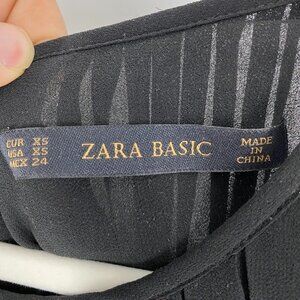 EUR XS
USA XS
MEX 24
ZARA BASIC
MADE
IN
CHINA